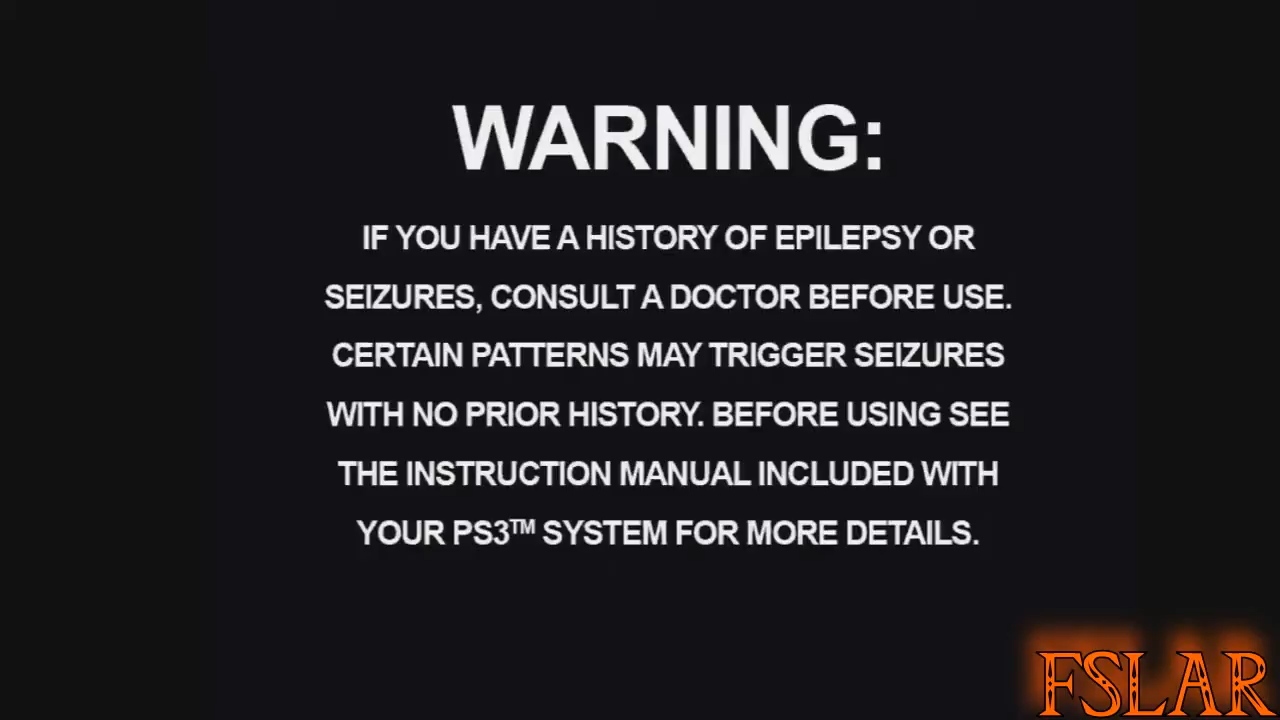 WARNING:
IF YOU HAVE A HISTORY OF EPILEPSY OR
SEIZURES, CONSULT A DOCTOR BEFORE USE.
CERTAIN PATTERNS MAY TRIGGER SEIZURES
WITH NO PRIOR HISTORY. BEFORE USING SEE
THE INSTRUCTION MANUAL INCLUDED WITH
YOUR PS3™ SYSTEM FOR MORE DETAILS.
FSLAR